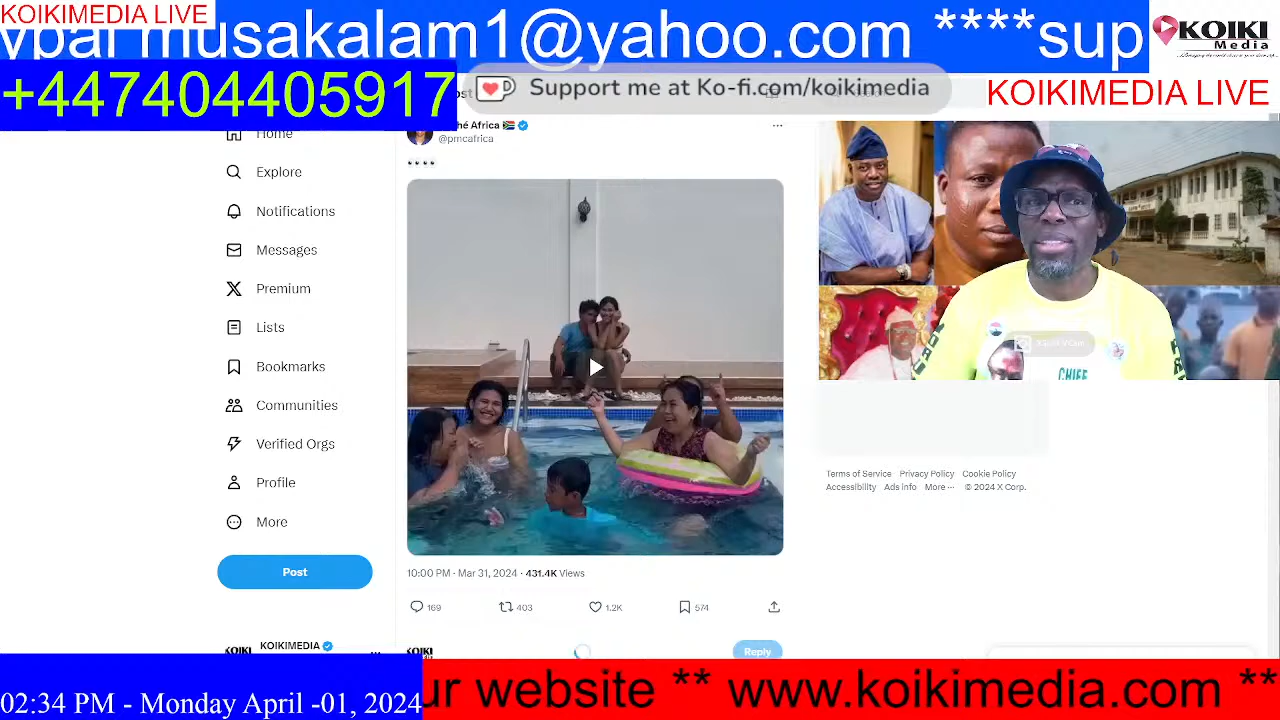 KOIKIMEDIA LIVE
musakalam1@yahoo.com ****sup
KOIKI
Media
+447404405917
Support me at Ko-fi.com/koikimedia
KOIKIMEDIA LIVE
Home
Explore
Notifications
Messages
Premium
Lists
Bookmarks
Communities
Verified Orgs
Profile
More
Post
KOIKIMEDIA
Africa
@pmcafrica
10:00 PM · Mar 31, 2024 · 431.4K Views
169 403 1.2K 574
KOIKI
Reply
CHIEF
Terms of Service Privacy Policy Cookie Policy
Accessibility Ads info More ··· © 2024 X Corp.
02:34 PM - Monday April -01, 2024
ur website ** www.koikimedia.com **